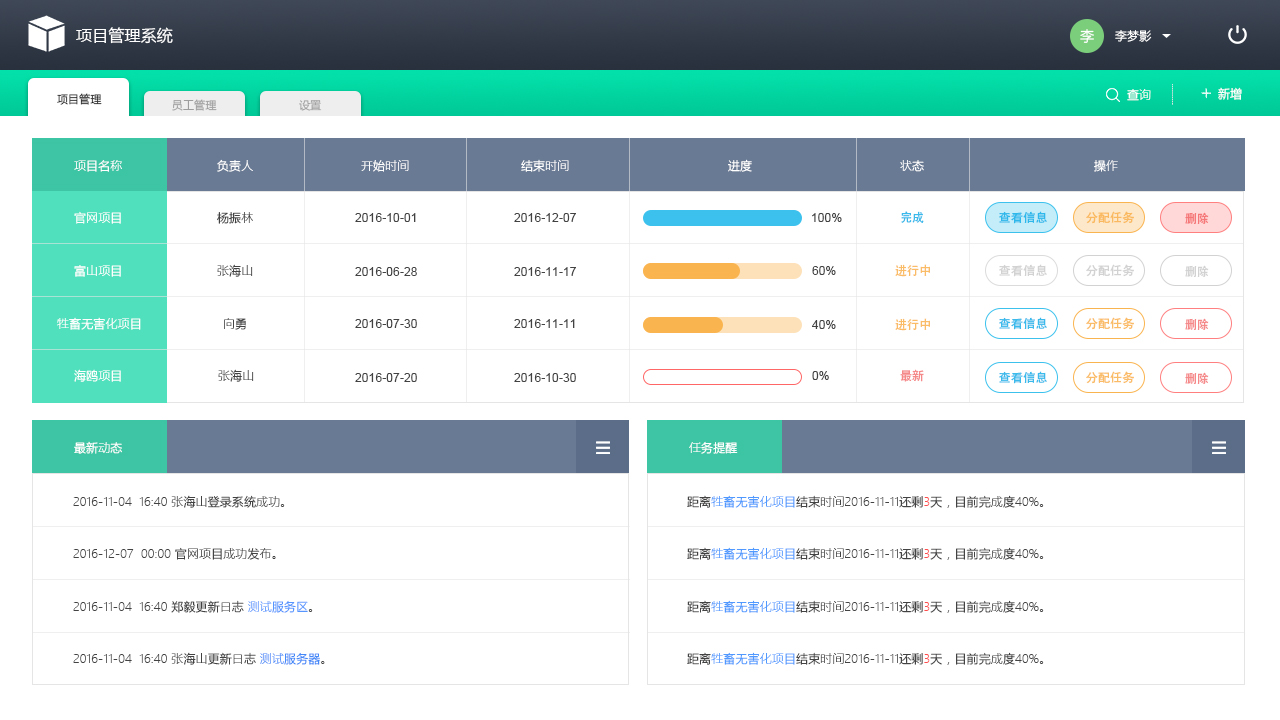 项目管理系统
李 李梦影
项目管理 员工管理 设置 查询 + 新增
项目名称 负责人 开始时间 结束时间 进度 状态 操作
官网项目 杨振林 2016-10-01 2016-12-07 100% 完成 查看信息 分配任务 删除
富山项目 张海山 2016-06-28 2016-11-17 60% 进行中 查看信息 分配任务 删除
牲畜无害化项目 向勇 2016-07-30 2016-11-11 40% 进行中 查看信息 分配任务 删除
海鸥项目 张海山 2016-07-20 2016-10-30 0% 最新 查看信息 分配任务 删除
最新动态
2016-11-04 16:40 张海山登录系统成功。
2016-12-07 00:00 官网项目成功发布。
2016-11-04 16:40 郑毅更新日志 测试服务区。
2016-11-04 16:40 张海山更新日志 测试服务器。
任务提醒
距离牲畜无害化项目结束时间2016-11-11还剩3天，目前完成度40%。
距离牲畜无害化项目结束时间2016-11-11还剩3天，目前完成度40%。
距离牲畜无害化项目结束时间2016-11-11还剩3天，目前完成度40%。
距离牲畜无害化项目结束时间2016-11-11还剩3天，目前完成度40%。